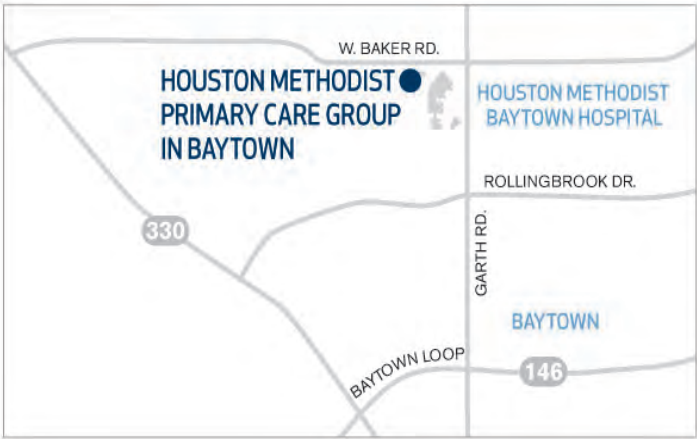 W. BAKER RD.
HOUSTON METHODIST
PRIMARY CARE GROUP
IN BAYTOWN
HOUSTON METHODIST
BAYTOWN HOSPITAL
ROLLINGBROOK DR.
330
GARTH RD.
BAYTOWN
BAYTOWN LOOP
146